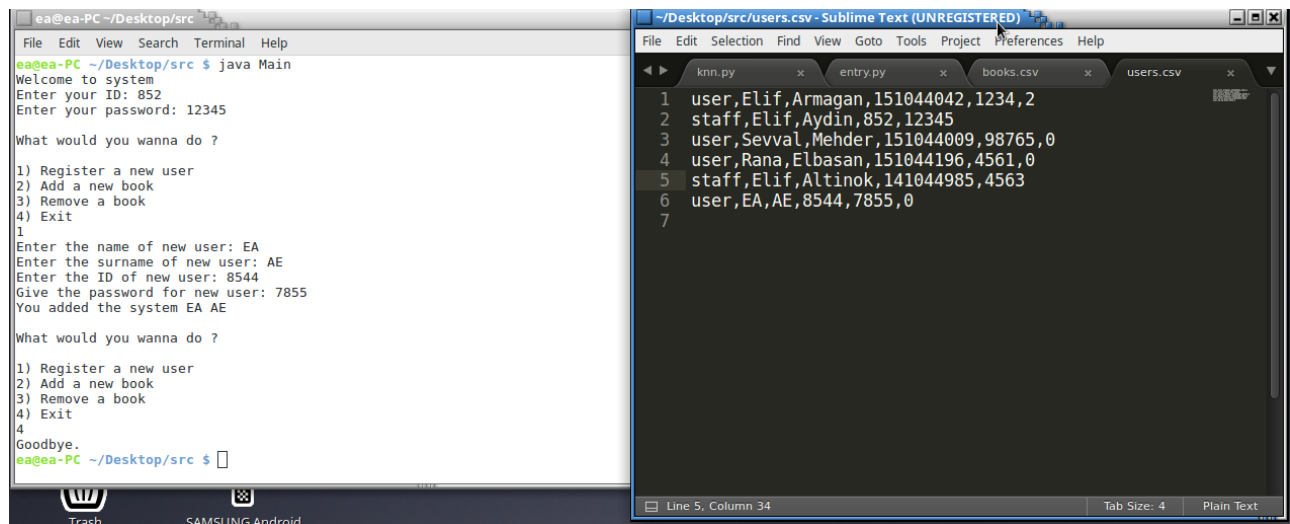 ea@ea-PC ~/Desktop/src
File Edit View Search Terminal Help
ea@ea-PC ~/Desktop/src $ java Main
Welcome to system
Enter your ID: 852
Enter your password: 12345
What would you wanna do ?
1) Register a new user
2) Add a new book
3) Remove a book
4) Exit
1
Enter the name of new user: EA
Enter the surname of new user: AE
Enter the ID of new user: 8544
Give the password for new user: 7855
You added the system EA AE
What would you wanna do ?
1) Register a new user
2) Add a new book
3) Remove a book
4) Exit
4
Goodbye.
ea@ea-PC ~/Desktop/src $
Trash
SAMSUNG Android
~/Desktop/src/users.csv - Sublime Text (UNREGISTERED)
File Edit Selection Find View Goto Tools Project Preferences Help
knn.py x entry.py x books.csv x users.csv x
1 user,Elif,Armagan,151044042,1234,2
2 staff,Elif,Aydin,852,12345
3 user,Sevval,Mehder,151044009,98765,0
4 user,Rana,Elbasan,151044196,4561,0
5 staff,Elif,Altinok,141044985,4563
6 user,EA,AE,8544,7855,0
7
Line 5, Column 34 Tab Size: 4 Plain Text